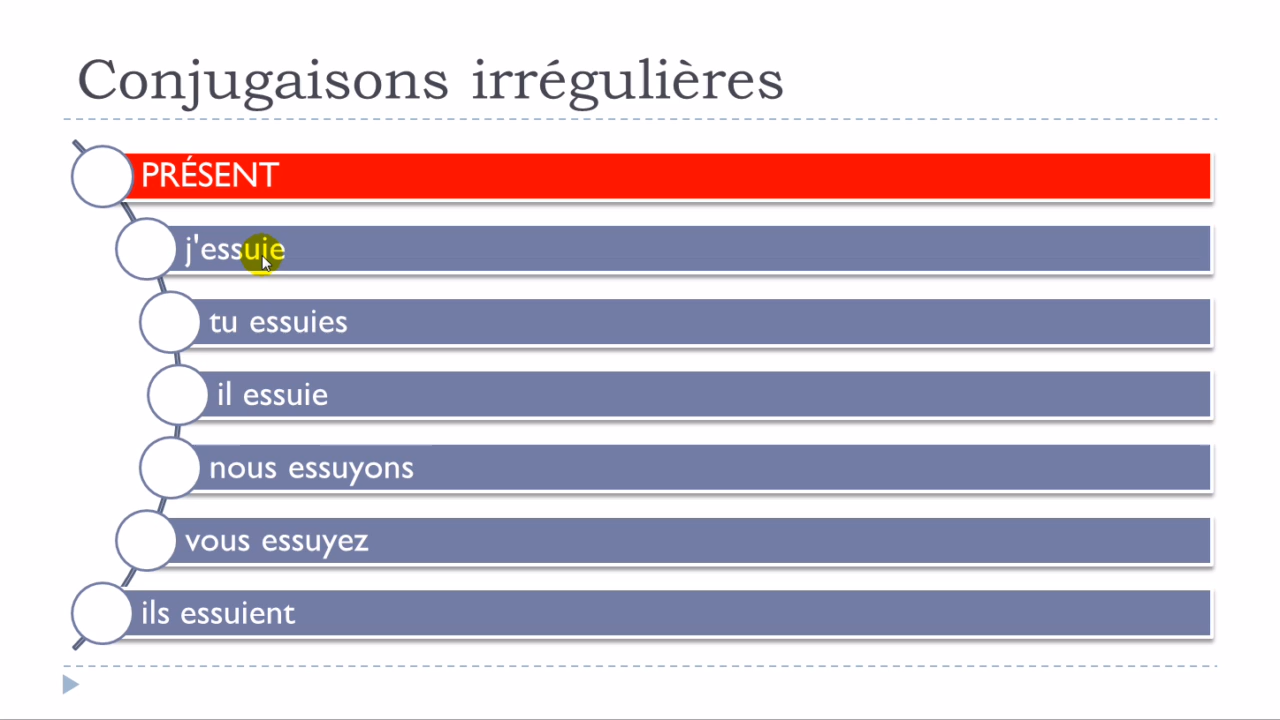 Conjugaisons irrégulières
PRÉSENT
j'essuie
tu essuies
il essuie
nous essuyons
vous essuyez
ils essuient